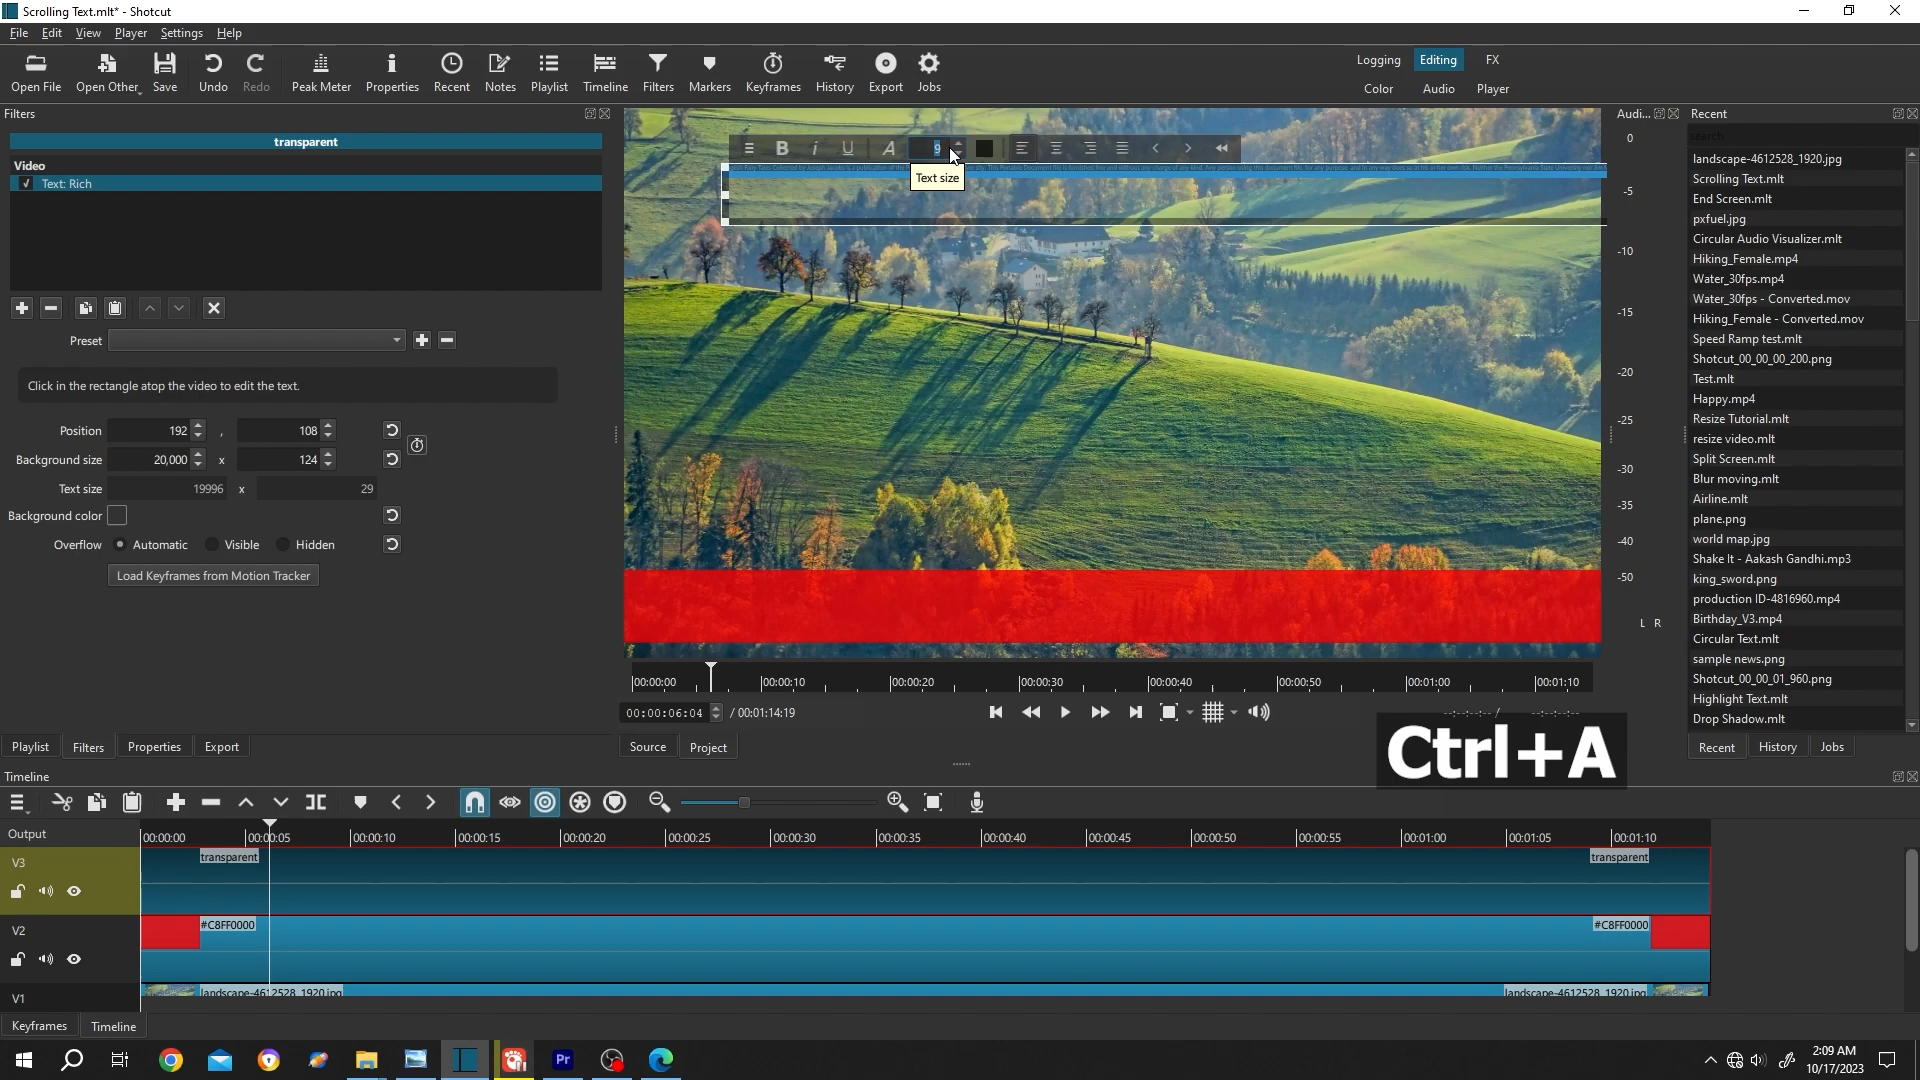 Scrolling Text.mlt* - Shotcut
File Edit View Player Settings Help
Open File Open Other Save Undo Redo Peak Meter Properties Recent Notes Playlist Timeline Filters Markers Keyframes History Export Jobs
Logging Editing FX
Color Audio Player
Filters
transparent
Video
Text: Rich
Preset
Click in the rectangle atop the video to edit the text.
Position 192 , 108
Background size 20,000 x 124
Text size 19996 x 29
Background color
Overflow Automatic Visible Hidden
Load Keyframes from Motion Tracker
Playlist Filters Properties Export
B i U A 9
Text size
00:00:00 00:00:10 00:00:20 00:00:30 00:00:40 00:00:50 00:01:00 00:01:10
00:00:06:04 / 00:01:14:19
--:--:--:-- / --:--:--:--
Source Project
Ctrl+A
Audi...
0
-5
-10
-15
-20
-25
-30
-35
-40
-50
L R
Recent
search
landscape-4612528_1920.jpg
Scrolling Text.mlt
End Screen.mlt
pxfuel.jpg
Circular Audio Visualizer.mlt
Hiking_Female.mp4
Water_30fps.mp4
Water_30fps - Converted.mov
Hiking_Female - Converted.mov
Speed Ramp test.mlt
Shotcut_00_00_00_200.png
Test.mlt
Happy.mp4
Resize Tutorial.mlt
resize video.mlt
Split Screen.mlt
Blur moving.mlt
Airline.mlt
plane.png
world map.jpg
Shake It - Aakash Gandhi.mp3
king_sword.png
production ID-4816960.mp4
Birthday_V3.mp4
Circular Text.mlt
sample news.png
Shotcut_00_00_01_960.png
Highlight Text.mlt
Drop Shadow.mlt
Recent History Jobs
Timeline
Output
00:00:00 00:00:05 00:00:10 00:00:15 00:00:20 00:00:25 00:00:30 00:00:35 00:00:40 00:00:45 00:00:50 00:00:55 00:01:00 00:01:05 00:01:10
V3
transparent transparent
V2
#C8FF0000 #C8FF0000
V1
landscape-4612528_1920.jpg landscape-4612528_1920.jpg
Keyframes Timeline
Pr
2:09 AM
10/17/2023